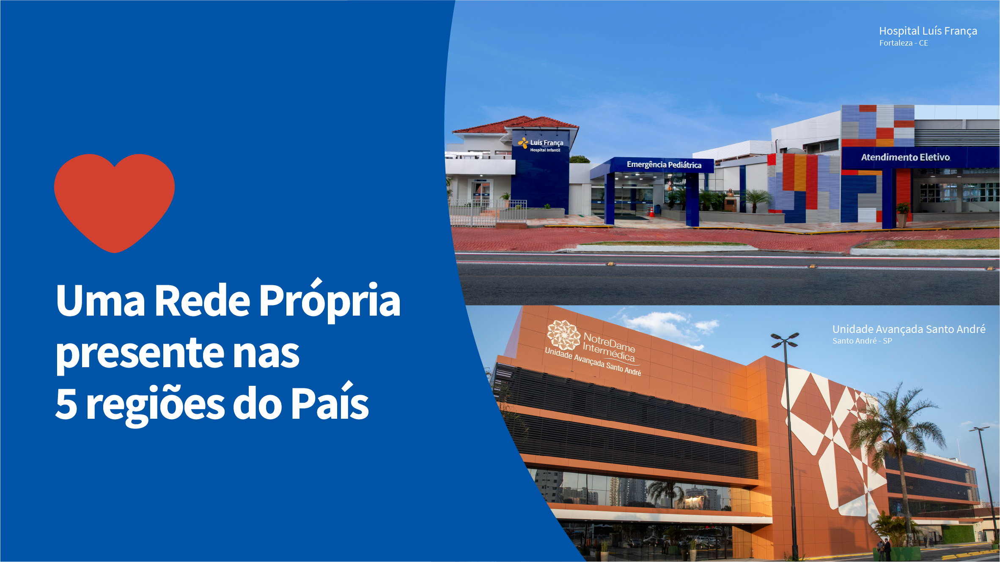 Uma Rede Própria
presente nas
5 regiões do País
Hospital Luís França
Fortaleza - CE
Luís França
Hospital Infantil
Emergência Pediátrica
Atendimento Eletivo
Unidade Avançada Santo André
Santo André - SP
NotreDame
Intermédica
Unidade Avançada Santo André